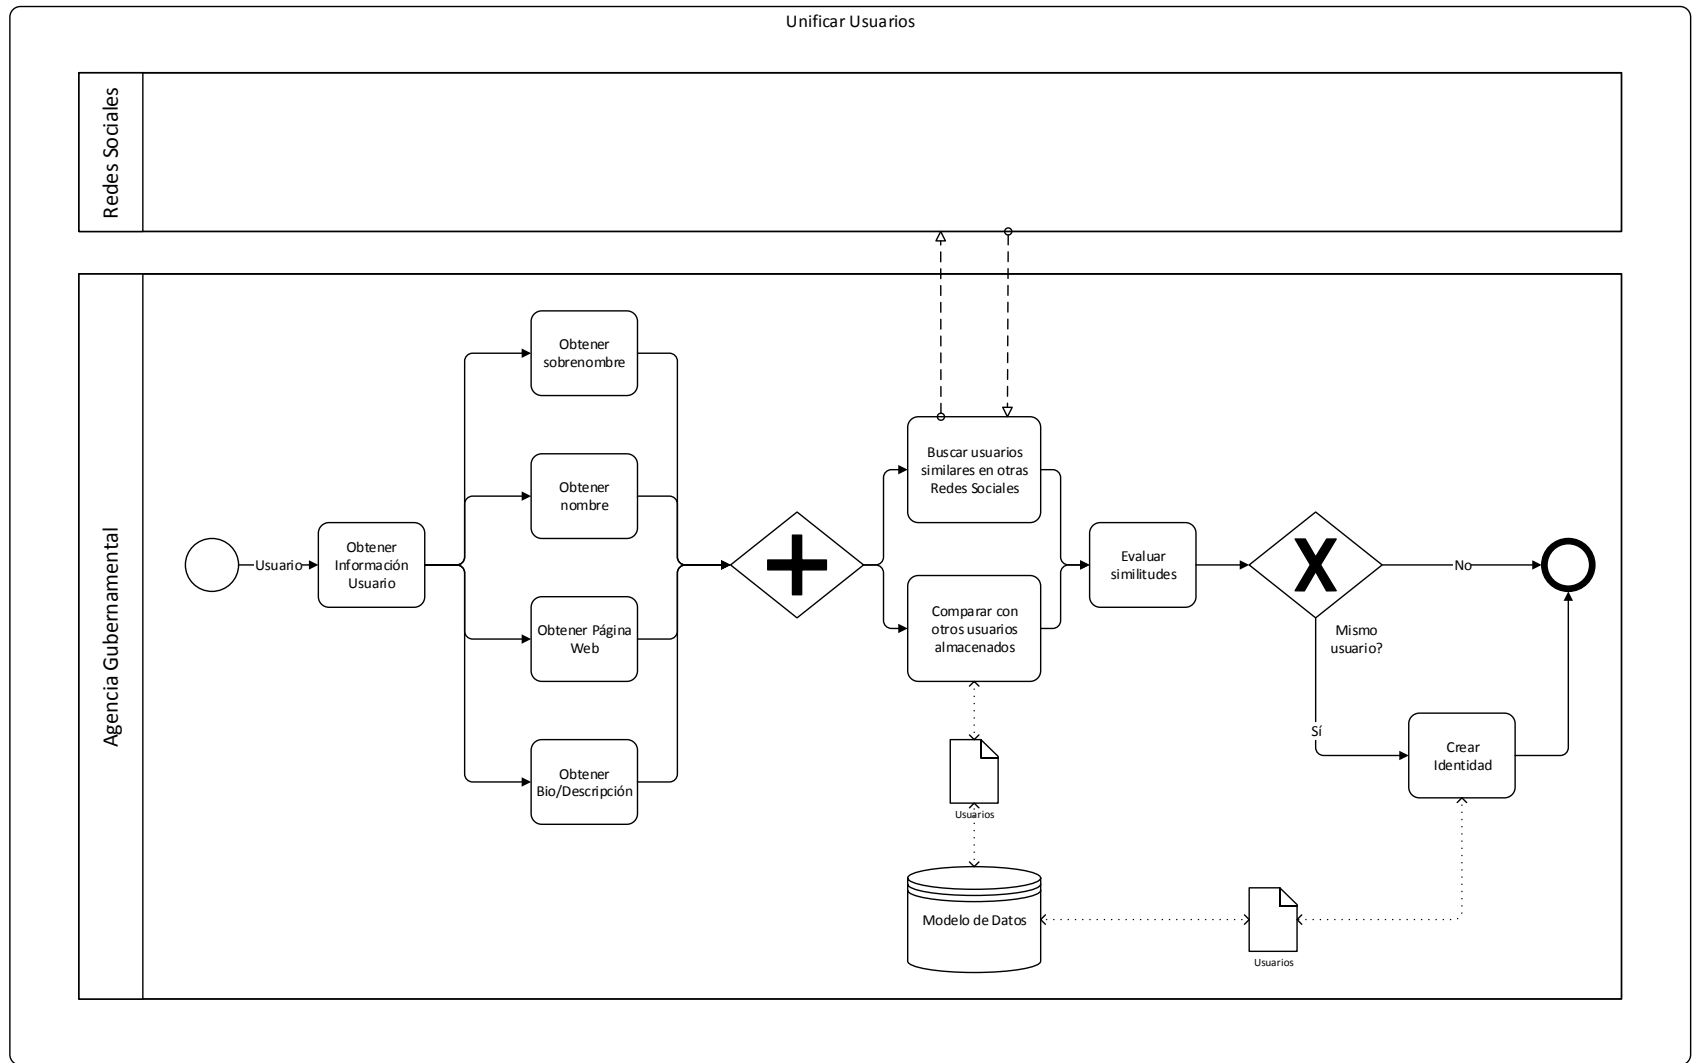 Unificar Usuarios
Redes Sociales
Agencia Gubernamental
Usuario
Obtener
Información
Usuario
Obtener
sobrenombre
Obtener
nombre
Obtener Página
Web
Obtener
Bio/Descripción
Buscar usuarios
similares en otras
Redes Sociales
Comparar con
otros usuarios
almacenados
Usuarios
Modelo de Datos
Evaluar
similitudes
X
No
Mismo
usuario?
Sí
Crear
Identidad
Usuarios